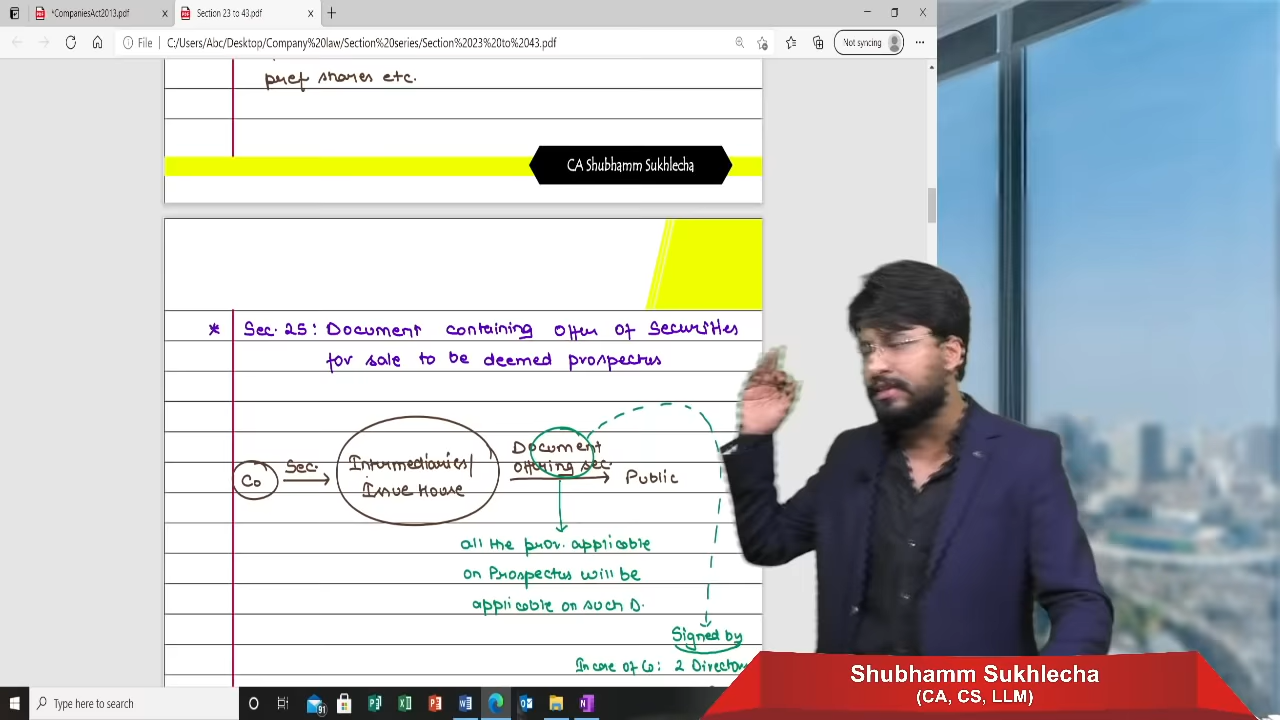 *CompaniesAct2013.pdf
Section 23 to 43.pdf
File
C:/Users/Abc/Desktop/Company%20law/Section%20series/Section%2023%20to%2043.pdf
Not syncing
pref shares etc.
CA Shubhamm Sukhlecha
* Sec. 25: Document containing offer of Securities
for sale to be deemed prospectus
Co
Sec.
Intermediaries/
Issue House
Document
offering sec.
Public
all the prov. applicable
on Prospectus will be
applicable on such D.
Signed by
In case of Co: 2 Director
Shubhamm Sukhlecha
(CA, CS, LLM)
Type here to search
91